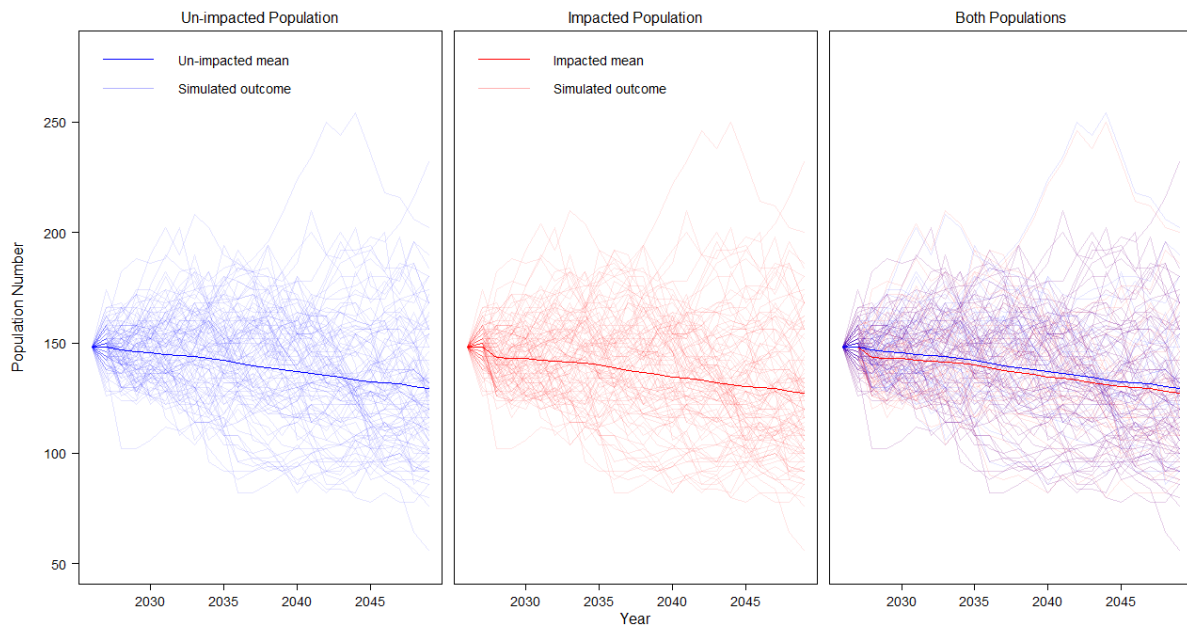 Un-impacted Population
Impacted Population
Both Populations
Un-impacted mean
Simulated outcome
Impacted mean
Simulated outcome
Population Number
250
200
150
100
50
2030 2035 2040 2045
2030 2035 2040 2045
2030 2035 2040 2045
Year